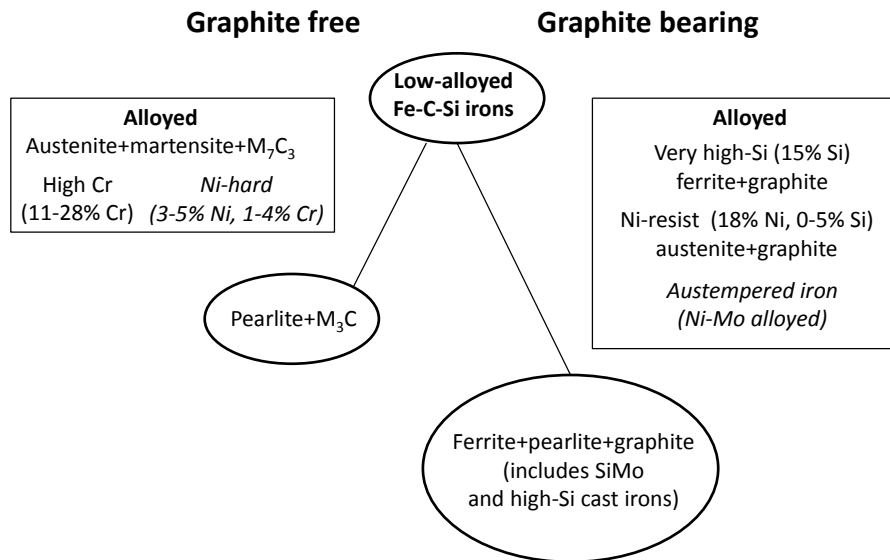 Graphite free
Graphite bearing
Low-alloyed
Fe-C-Si irons
Alloyed
Austenite+martensite+M₇C₃
High Cr
(11-28% Cr)
Ni-hard
(3-5% Ni, 1-4% Cr)
Alloyed
Very high-Si (15% Si)
ferrite+graphite
Ni-resist (18% Ni, 0-5% Si)
austenite+graphite
Austempered iron
(Ni-Mo alloyed)
Pearlite+M₃C
Ferrite+pearlite+graphite
(includes SiMo
and high-Si cast irons)